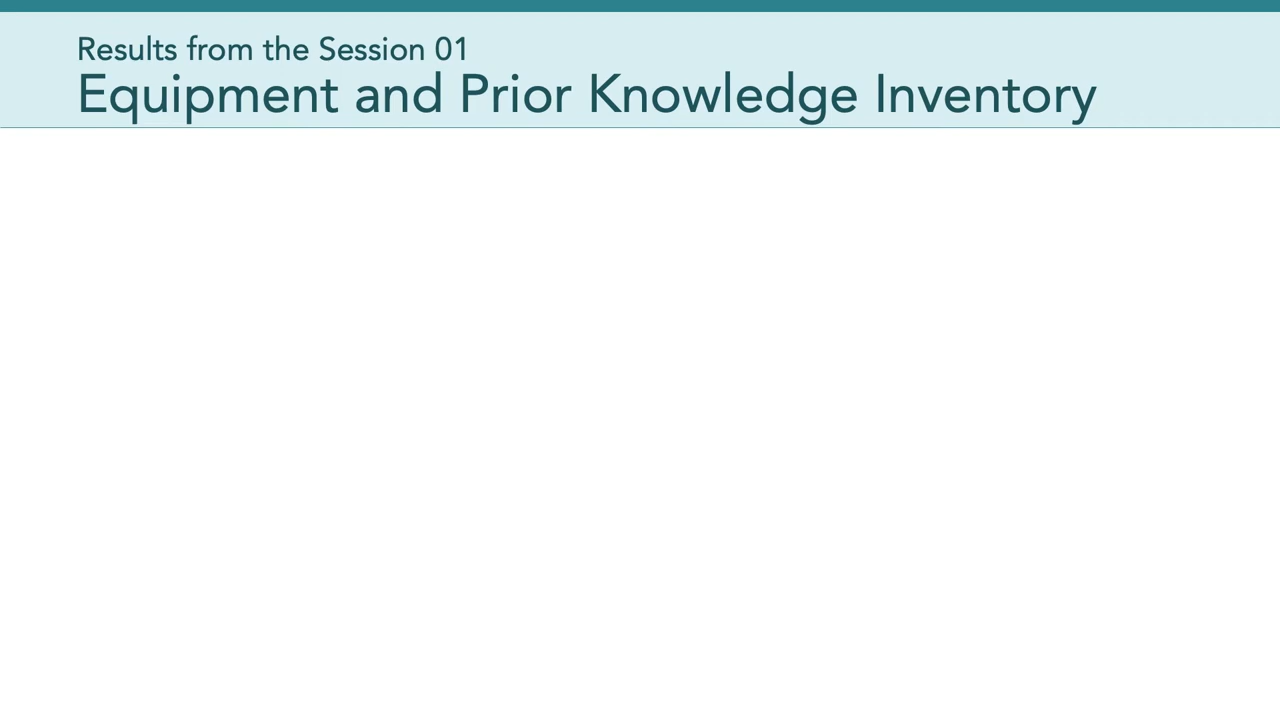 Results from the Session 01
Equipment and Prior Knowledge Inventory